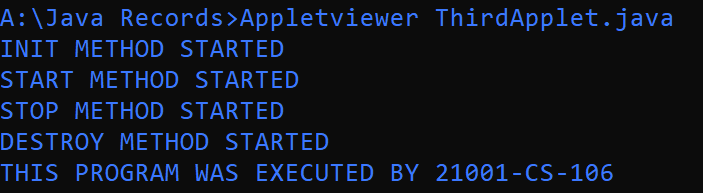 A:\Java Records>Appletviewer ThirdApplet.java
INIT METHOD STARTED
START METHOD STARTED
STOP METHOD STARTED
DESTROY METHOD STARTED
THIS PROGRAM WAS EXECUTED BY 21001-CS-106